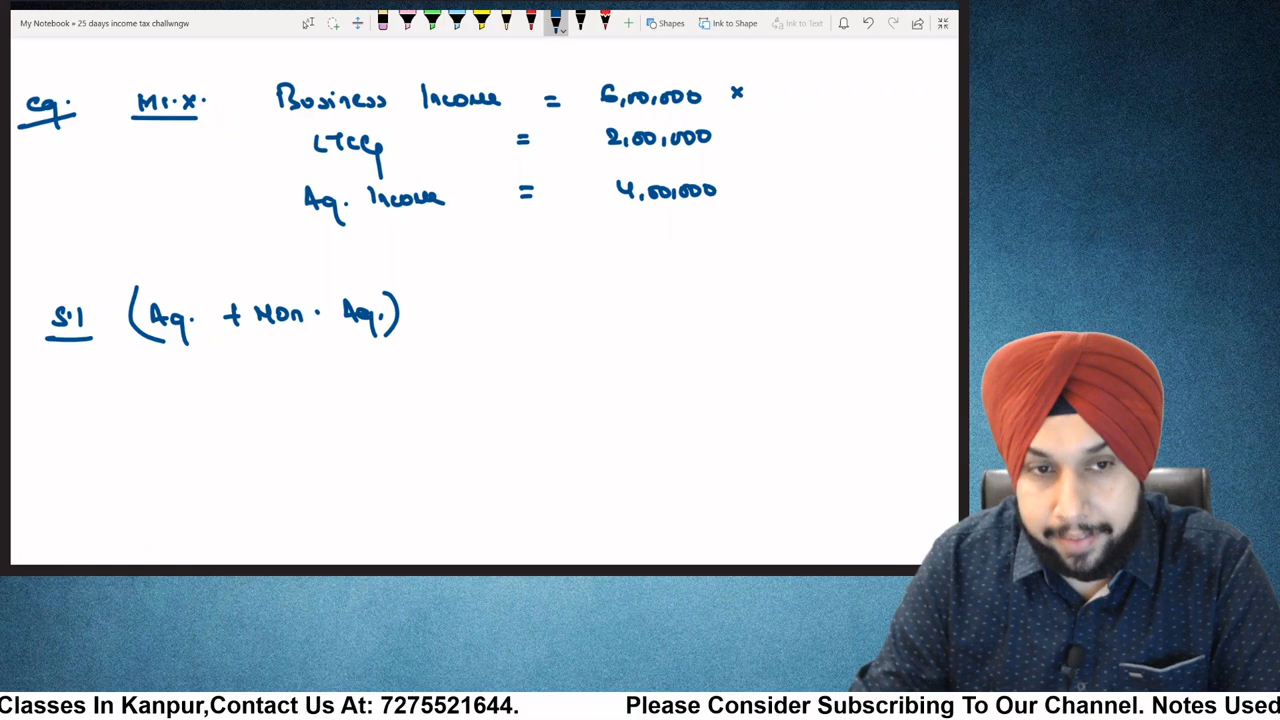 My Notebook » 25 daays income tax challwngw
Shapes
Ink to Shape
Ink to Text
eg. Mr.X. Business Income = 6,00,000 x
LTCG = 2,00,000
Ag. Income = 4,00,000
S.1 (Ag. + Non. Ag.)
Classes In Kanpur,Contact Us At: 7275521644. Please Consider Subscribing To Our Channel. Notes Used